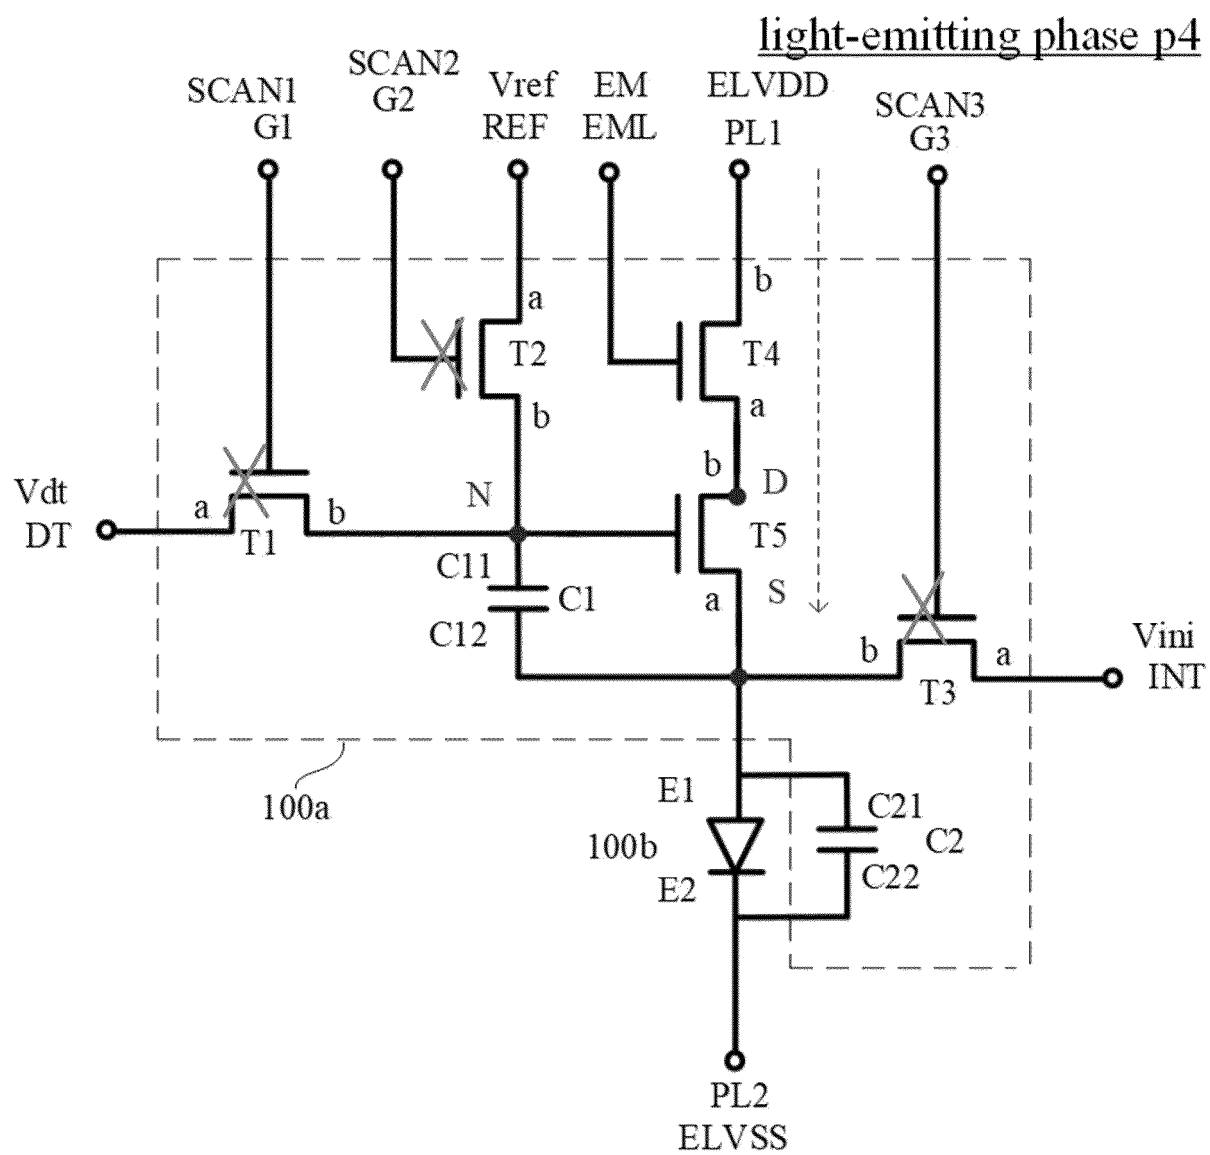 light-emitting phase p4
SCAN1
G1
SCAN2
G2
Vref
REF
EM
EML
ELVDD
PL1
SCAN3
G3
b
a
T2
T4
b
a
b
D
Vdt
DT
a
b
T1
N
T5
C11
C1
C12
a
S
b
a
T3
Vini
INT
100a
E1
100b
E2
C21
C2
C22
PL2
ELVSS